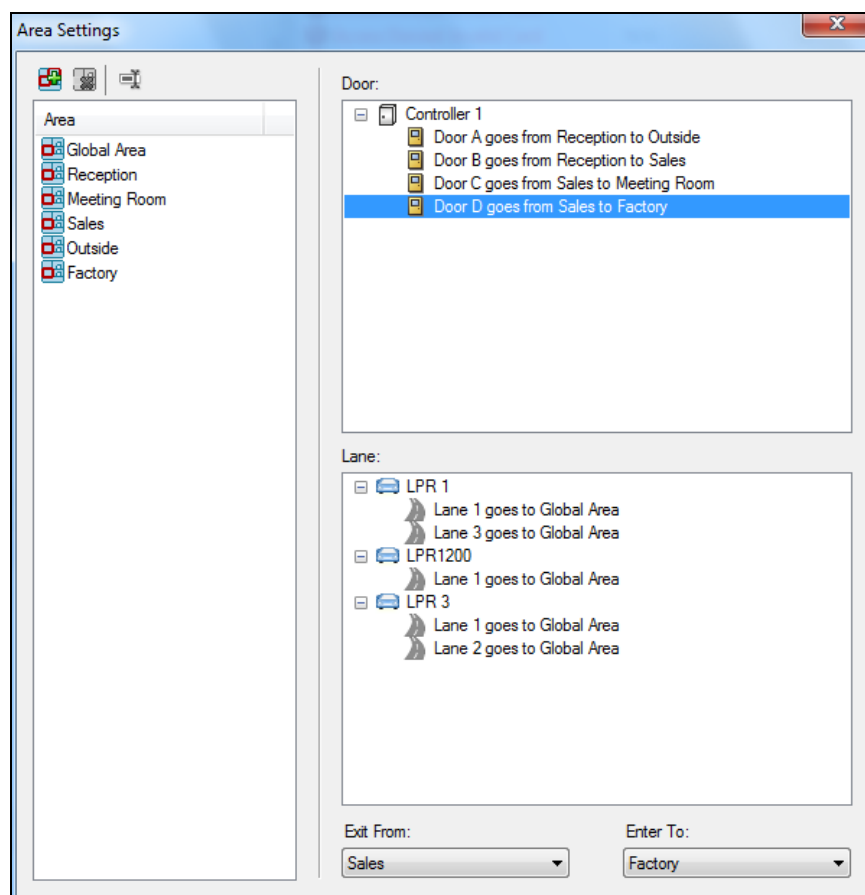 Area Settings
Area
Global Area
Reception
Meeting Room
Sales
Outside
Factory
Door:
Controller 1
Door A goes from Reception to Outside
Door B goes from Reception to Sales
Door C goes from Sales to Meeting Room
Door D goes from Sales to Factory
Lane:
LPR 1
Lane 1 goes to Global Area
Lane 3 goes to Global Area
LPR1200
Lane 1 goes to Global Area
LPR 3
Lane 1 goes to Global Area
Lane 2 goes to Global Area
Exit From:
Sales
Enter To:
Factory